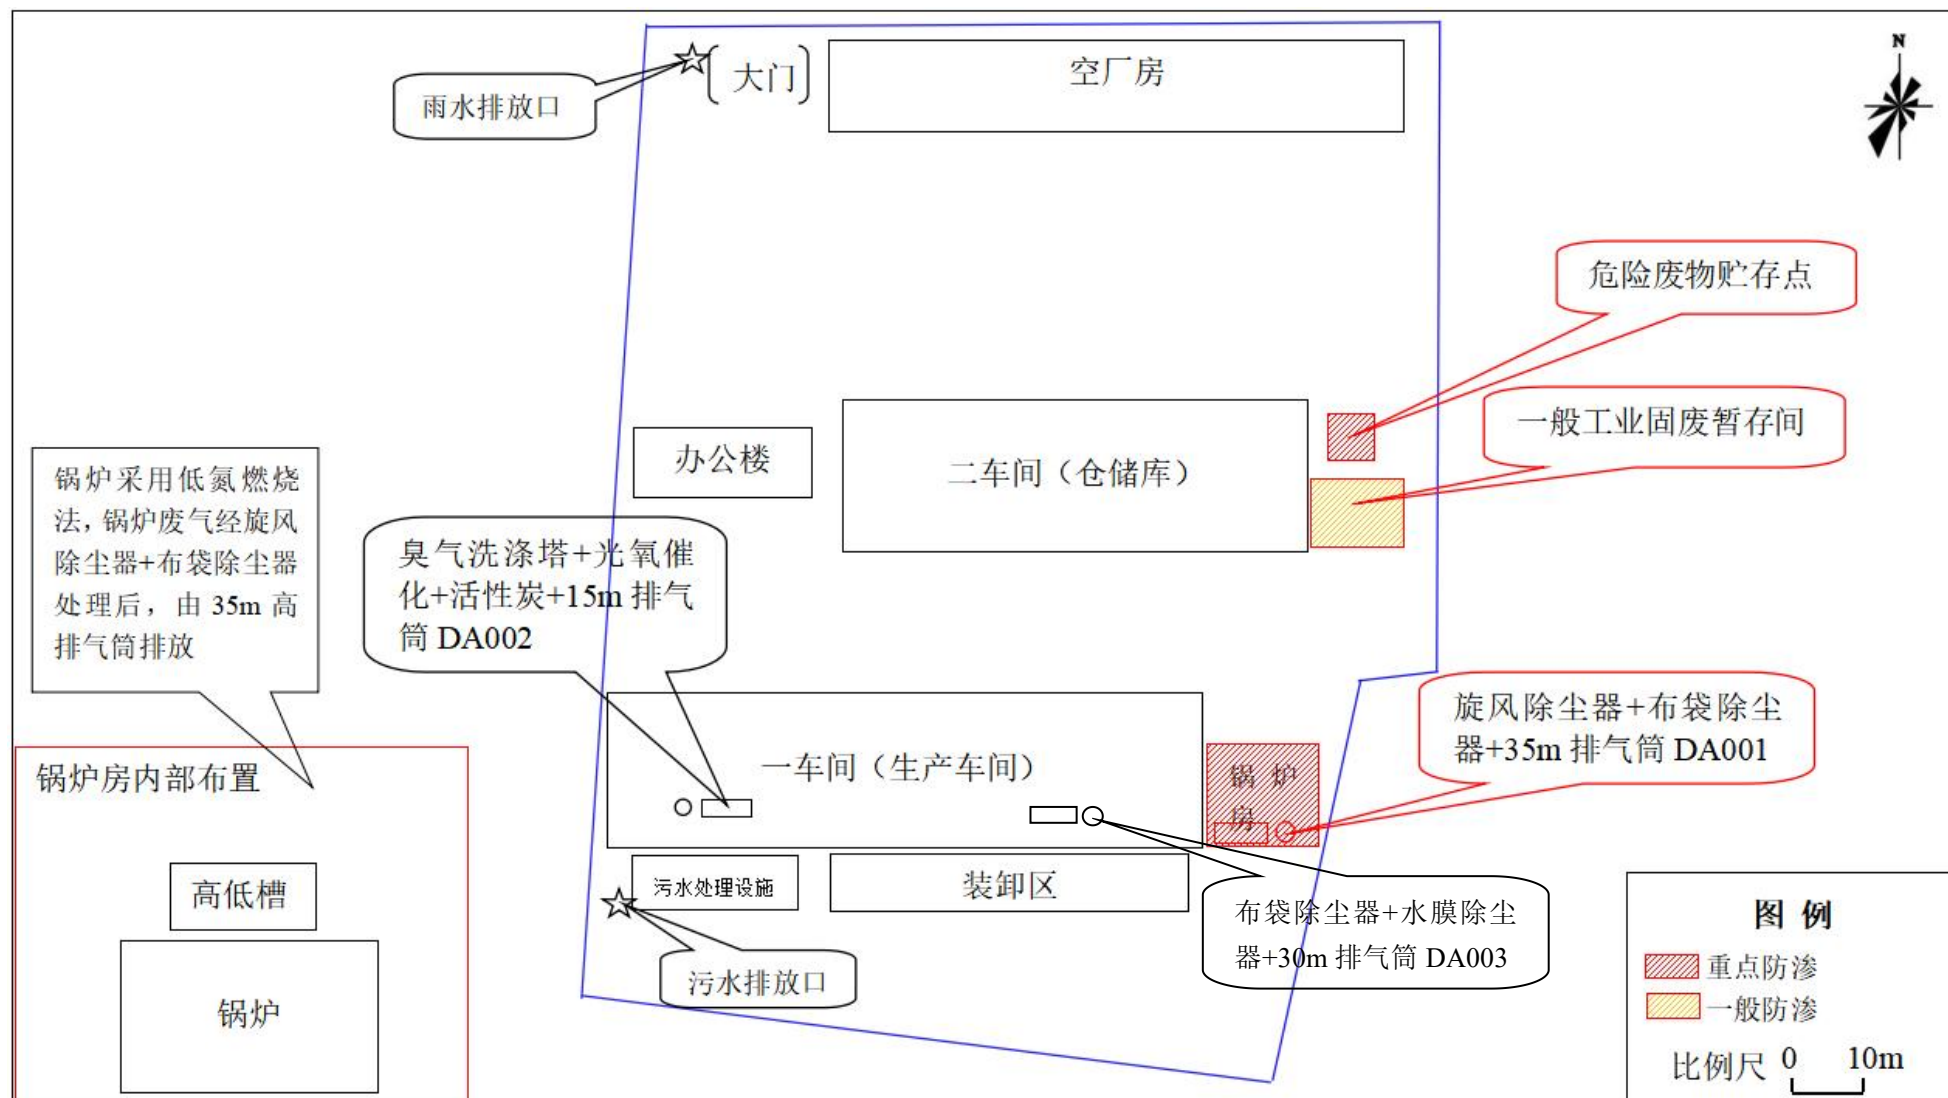 N
大门
空厂房
雨水排放口
危险废物贮存点
一般工业固废暂存间
办公楼
二车间（仓储库）
锅炉采用低氮燃烧
法，锅炉废气经旋风
除尘器+布袋除尘器
处理后，由 35m 高
排气筒排放
臭气洗涤塔+光氧催
化+活性炭+15m 排气
筒 DA002
旋风除尘器+布袋除尘
器+35m 排气筒 DA001
一车间（生产车间）
锅 炉
房
锅炉房内部布置
高低槽
锅炉
污水处理设施
装卸区
布袋除尘器+水膜除尘
器+30m 排气筒 DA003
污水排放口
图 例
重点防渗
一般防渗
比例尺 0 10m